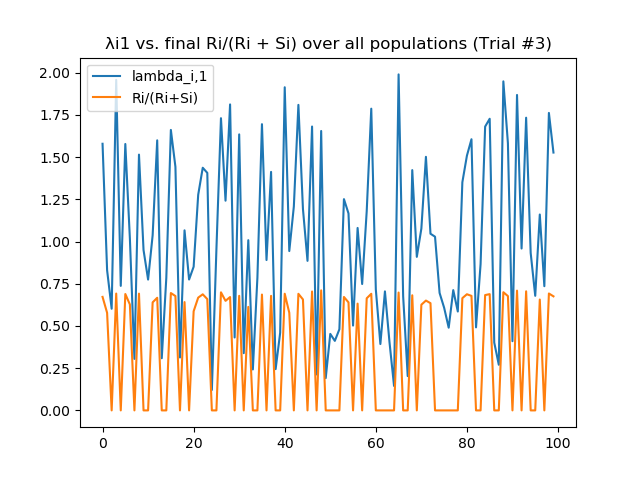 λi1 vs. final Ri/(Ri + Si) over all populations (Trial #3)
lambda_i,1
Ri/(Ri+Si)
2.00
1.75
1.50
1.25
1.00
0.75
0.50
0.25
0.00
0 20 40 60 80 100